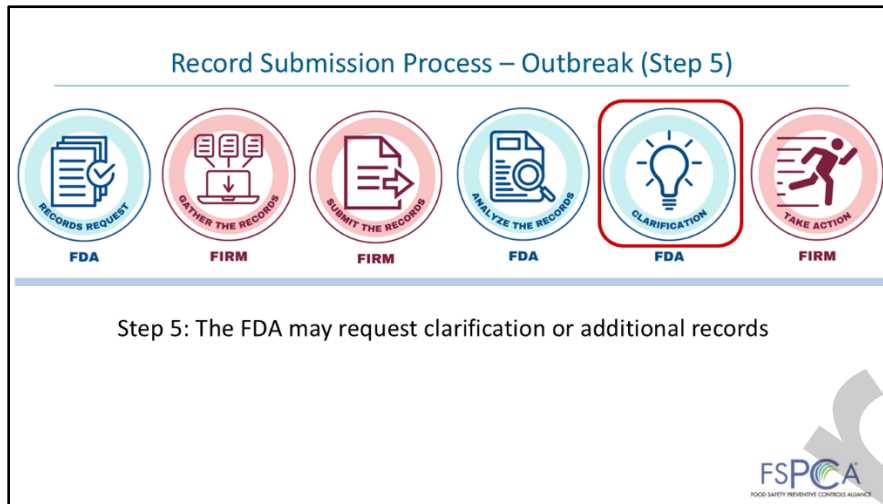 Record Submission Process – Outbreak (Step 5)
RECORDS REQUEST
GATHER THE RECORDS
SUBMIT THE RECORDS
ANALYZE THE RECORDS
CLARIFICATION
TAKE ACTION
FDA
FIRM
FIRM
FDA
FDA
FIRM
Step 5: The FDA may request clarification or additional records
FSPCA
FOOD SAFETY PREVENTIVE CONTROLS ALLIANCE